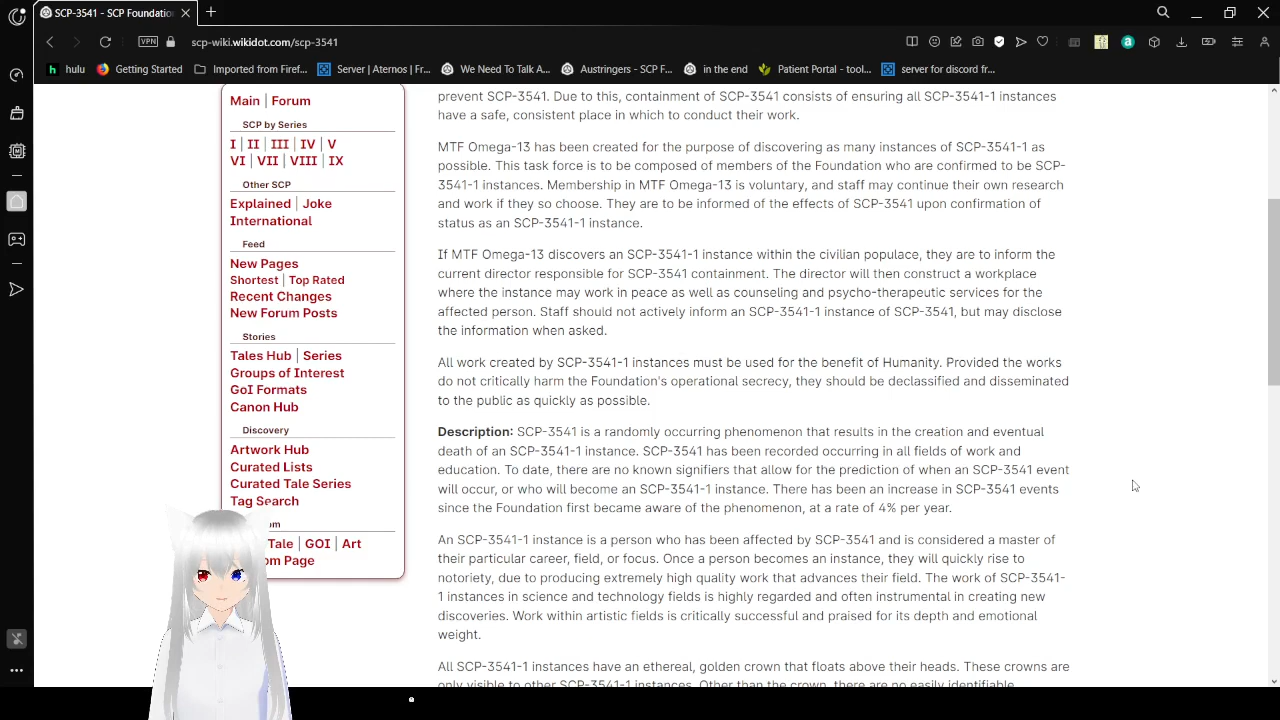 SCP-3541 - SCP Foundation
scp-wiki.wikidot.com/scp-3541
VPN
hulu
Getting Started
Imported from Firef...
Server | Aternos | Fr...
We Need To Talk A...
Austringers - SCP F...
in the end
Patient Portal - tool...
server for discord fr...
Main | Forum
SCP by Series
I | II | III | IV | V
VI | VII | VIII | IX
Other SCP
Explained | Joke
International
Feed
New Pages
Shortest | Top Rated
Recent Changes
New Forum Posts
Stories
Tales Hub | Series
Groups of Interest
GoI Formats
Canon Hub
Discovery
Artwork Hub
Curated Lists
Curated Tale Series
Tag Search
om
Tale | GOI | Art
om Page
prevent SCP-3541. Due to this, containment of SCP-3541 consists of ensuring all SCP-3541-1 instances
have a safe, consistent place in which to conduct their work.
MTF Omega-13 has been created for the purpose of discovering as many instances of SCP-3541-1 as
possible. This task force is to be composed of members of the Foundation who are confirmed to be SCP-
3541-1 instances. Membership in MTF Omega-13 is voluntary, and staff may continue their own research
and work if they so choose. They are to be informed of the effects of SCP-3541 upon confirmation of
status as an SCP-3541-1 instance.
If MTF Omega-13 discovers an SCP-3541-1 instance within the civilian populace, they are to inform the
current director responsible for SCP-3541 containment. The director will then construct a workplace
where the instance may work in peace as well as counseling and psycho-therapeutic services for the
affected person. Staff should not actively inform an SCP-3541-1 instance of SCP-3541, but may disclose
the information when asked.
All work created by SCP-3541-1 instances must be used for the benefit of Humanity. Provided the works
do not critically harm the Foundation's operational secrecy, they should be declassified and disseminated
to the public as quickly as possible.
Description: SCP-3541 is a randomly occurring phenomenon that results in the creation and eventual
death of an SCP-3541-1 instance. SCP-3541 has been recorded occurring in all fields of work and
education. To date, there are no known signifiers that allow for the prediction of when an SCP-3541 event
will occur, or who will become an SCP-3541-1 instance. There has been an increase in SCP-3541 events
since the Foundation first became aware of the phenomenon, at a rate of 4% per year.
An SCP-3541-1 instance is a person who has been affected by SCP-3541 and is considered a master of
their particular career, field, or focus. Once a person becomes an instance, they will quickly rise to
notoriety, due to producing extremely high quality work that advances their field. The work of SCP-3541-
1 instances in science and technology fields is highly regarded and often instrumental in creating new
discoveries. Work within artistic fields is critically successful and praised for its depth and emotional
weight.
All SCP-3541-1 instances have an ethereal, golden crown that floats above their heads. These crowns are
only visible to other SCP-3541-1 instances. Other than the crown, there are no easily identifiable